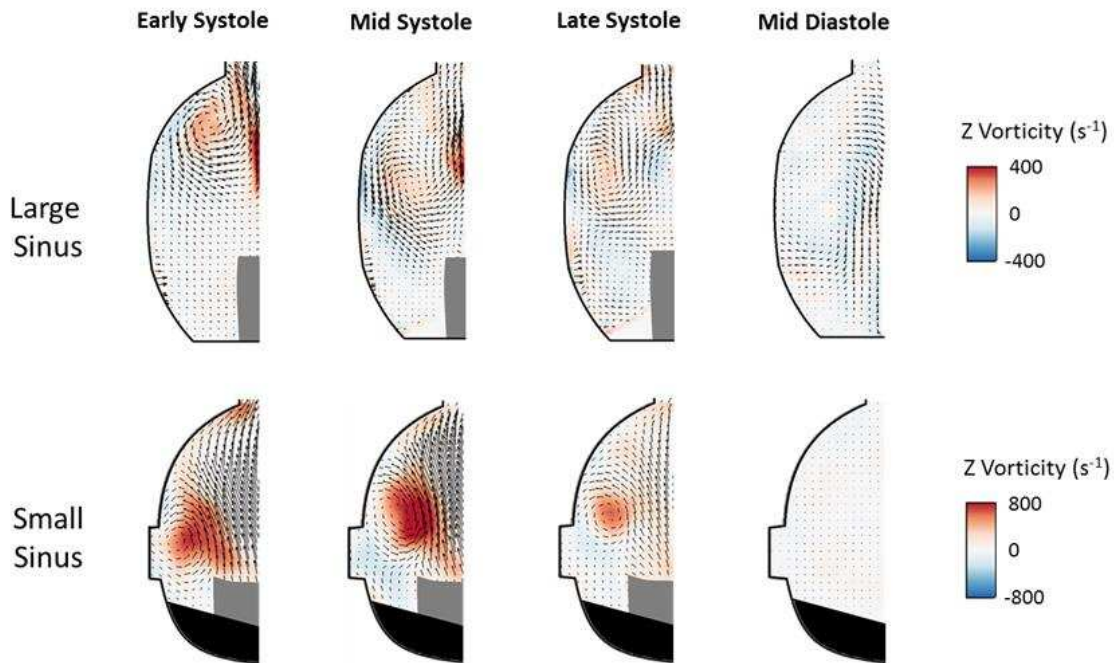 Early Systole
Mid Systole
Late Systole
Mid Diastole
Large
Sinus
Z Vorticity (s⁻¹)
400
0
-400
Small
Sinus
Z Vorticity (s⁻¹)
800
0
-800